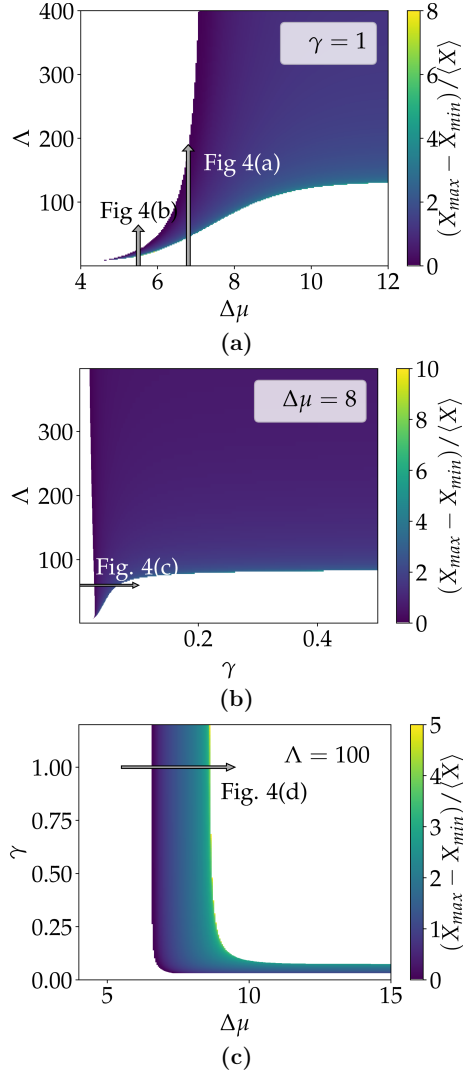 400
300
200
100
Λ
γ = 1
Fig 4(a)
Fig 4(b)
4 6 8 10 12
Δμ
8
6
4
2
0
(X_max − X_min)/⟨X⟩
(a)
300
200
100
Λ
Δμ = 8
Fig. 4(c)
0.2 0.4
γ
10
8
6
4
2
0
(X_max − X_min)/⟨X⟩
(b)
1.00
0.75
0.50
0.25
0.00
γ
Λ = 100
Fig. 4(d)
5 10 15
Δμ
5
4
3
2
1
0
(X_max − X_min)/⟨X⟩
(c)